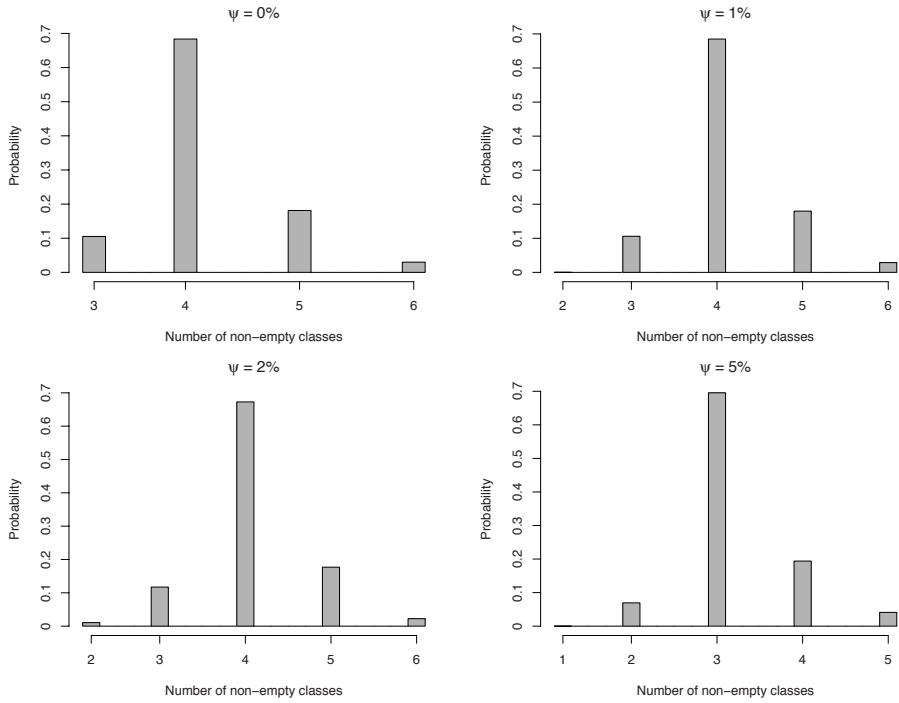 ψ = 0%
Probability
0.7
0.6
0.5
0.4
0.3
0.2
0.1
0
3 4 5 6
Number of non−empty classes
ψ = 1%
Probability
0.7
0.6
0.5
0.4
0.3
0.2
0.1
0
2 3 4 5 6
Number of non−empty classes
ψ = 2%
Probability
0.7
0.6
0.5
0.4
0.3
0.2
0.1
0
2 3 4 5 6
Number of non−empty classes
ψ = 5%
Probability
0.7
0.6
0.5
0.4
0.3
0.2
0.1
0
1 2 3 4 5
Number of non−empty classes